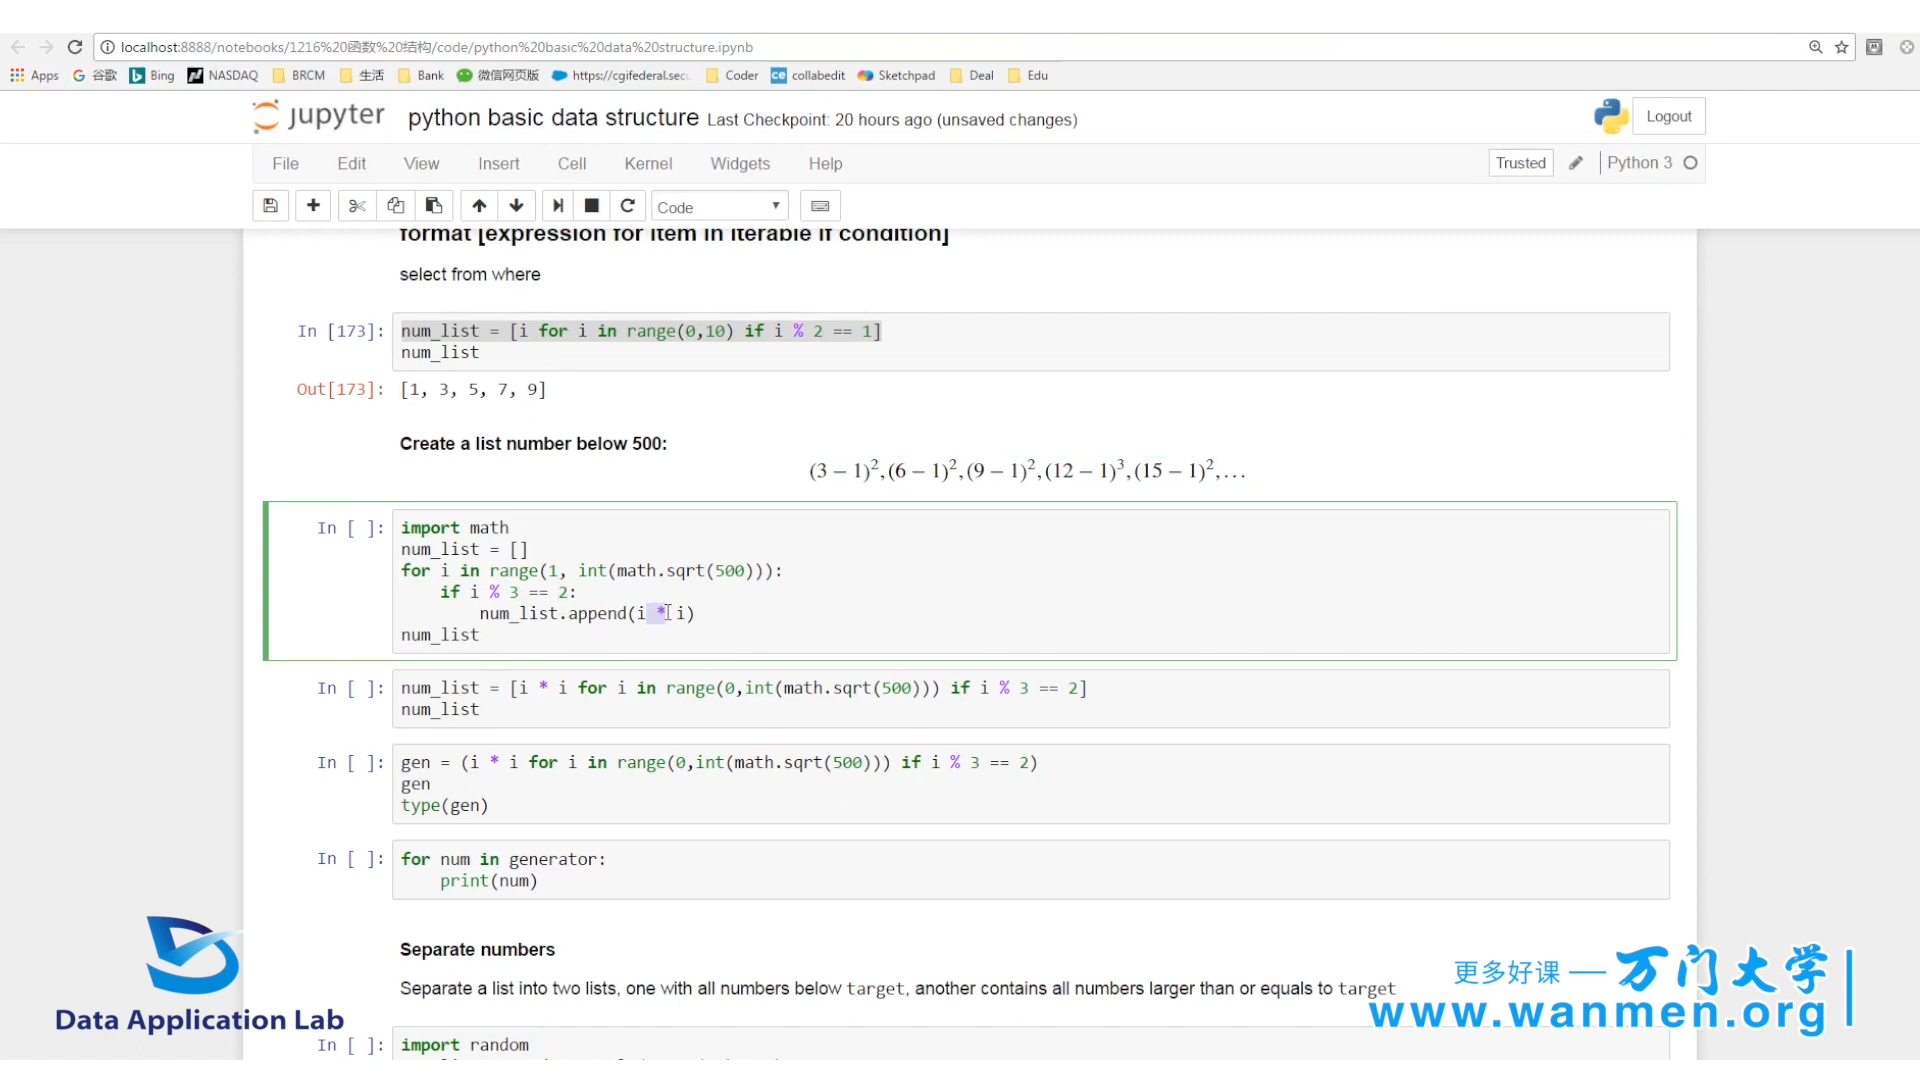 localhost:8888/notebooks/1216%20函数%20结构/code/python%20basic%20data%20structure.ipynb
Apps 谷歌 Bing NASDAQ BRCM 生活 Bank 微信网页版 https://cgifederal.secu Coder collabedit Sketchpad Deal Edu
jupyter python basic data structure Last Checkpoint: 20 hours ago (unsaved changes) Logout
File Edit View Insert Cell Kernel Widgets Help Trusted Python 3
Code
format [expression for item in iterable if condition]
select from where
In [173]: num_list = [i for i in range(0,10) if i % 2 == 1]
num_list
Out[173]: [1, 3, 5, 7, 9]
Create a list number below 500:
(3 − 1)², (6 − 1)², (9 − 1)², (12 − 1)³, (15 − 1)², …
In [ ]: import math
num_list = []
for i in range(1, int(math.sqrt(500))):
if i % 3 == 2:
num_list.append(i * i)
num_list
In [ ]: num_list = [i * i for i in range(0,int(math.sqrt(500))) if i % 3 == 2]
num_list
In [ ]: gen = (i * i for i in range(0,int(math.sqrt(500))) if i % 3 == 2)
gen
type(gen)
In [ ]: for num in generator:
print(num)
Separate numbers
Separate a list into two lists, one with all numbers below target, another contains all numbers larger than or equals to target
In [ ]: import random
Data Application Lab
更多好课 — 万门大学
www.wanmen.org